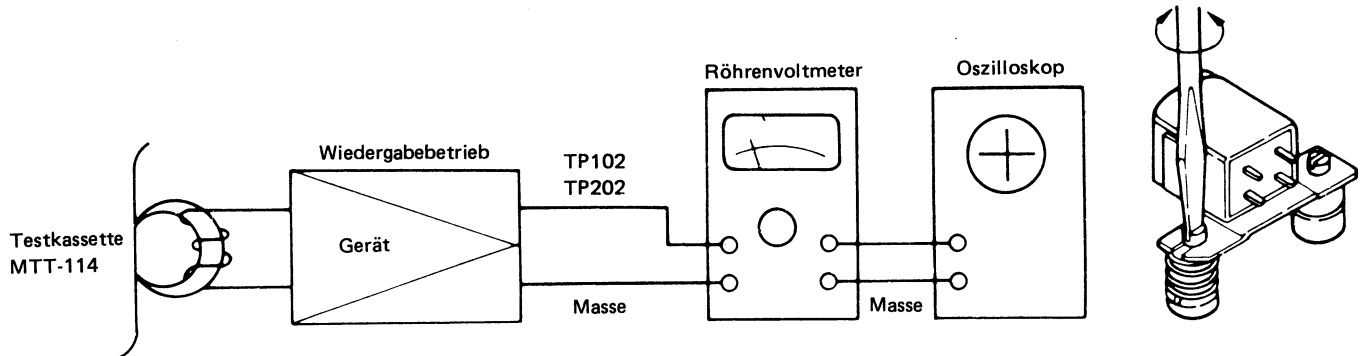 Testkassette
MTT-114
Wiedergabebetrieb
Gerät
TP102
TP202
Masse
Röhrenvoltmeter
Masse
Oszilloskop